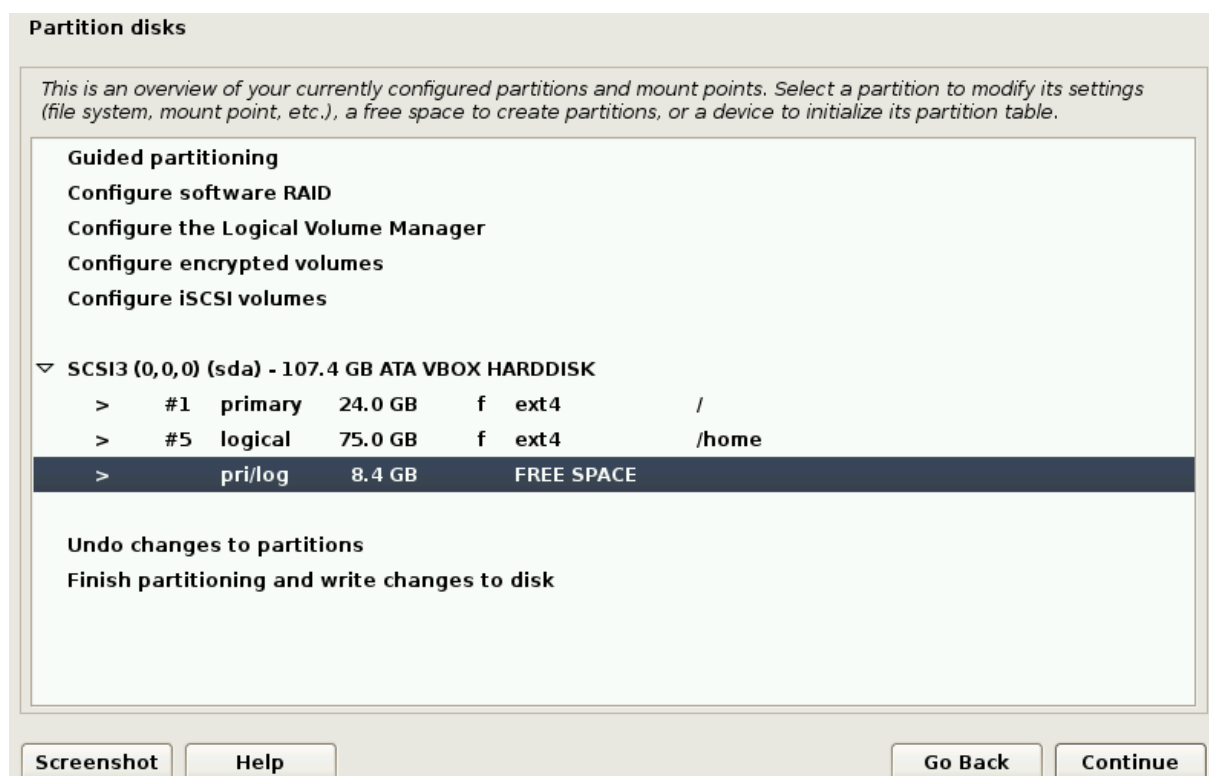 Partition disks
This is an overview of your currently configured partitions and mount points. Select a partition to modify its settings
(file system, mount point, etc.), a free space to create partitions, or a device to initialize its partition table.
Guided partitioning
Configure software RAID
Configure the Logical Volume Manager
Configure encrypted volumes
Configure iSCSI volumes
SCSI3 (0,0,0) (sda) - 107.4 GB ATA VBOX HARDDISK
> #1 primary 24.0 GB f ext4 /
> #5 logical 75.0 GB f ext4 /home
> pri/log 8.4 GB FREE SPACE
Undo changes to partitions
Finish partitioning and write changes to disk
Screenshot Help Go Back Continue